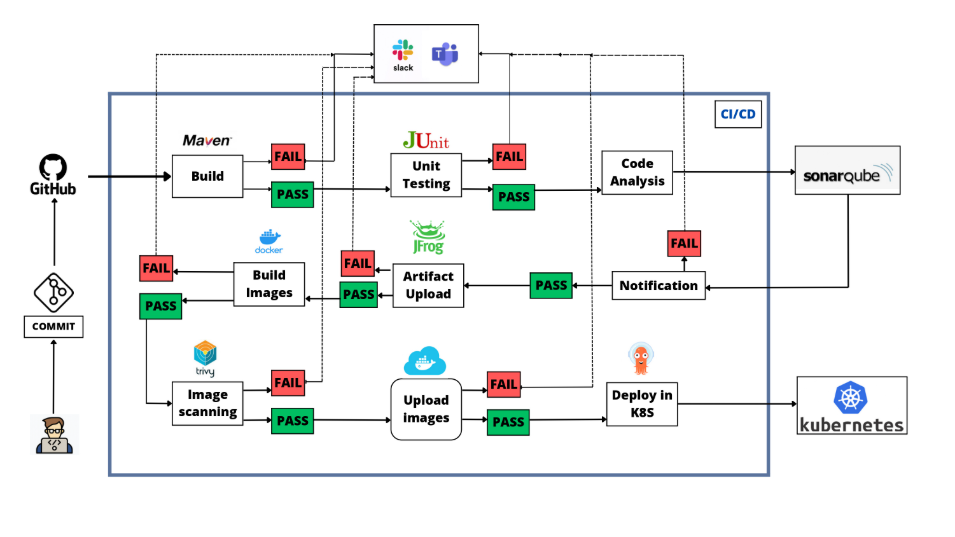 slack
CI/CD
Maven
FAIL
Build
PASS
JUnit
FAIL
Unit
Testing
PASS
Code
Analysis
sonarqube
GitHub
COMMIT
docker
FAIL
Build
Images
PASS
JFrog
FAIL
Artifact
Upload
PASS
PASS
FAIL
Notification
trivy
FAIL
Image
scanning
PASS
FAIL
Upload
images
PASS
Deploy in
K8S
kubernetes